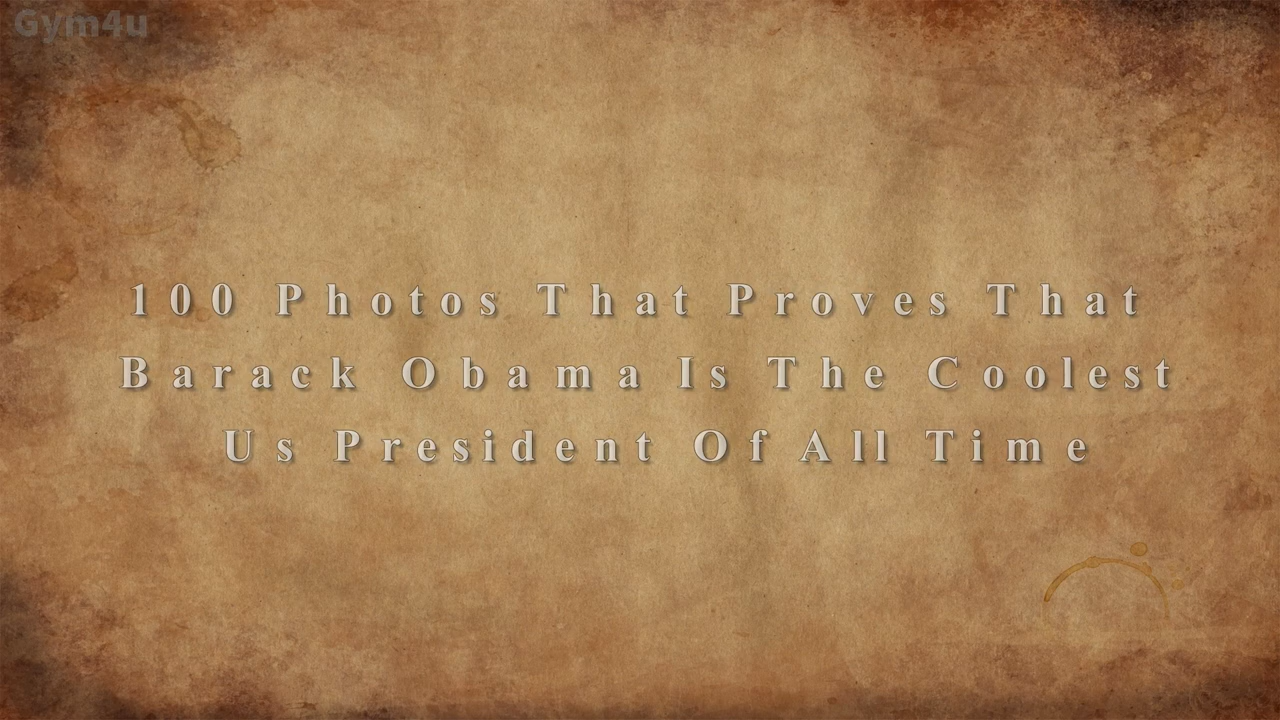 Gym4u
100 Photos That Proves That
Barack Obama Is The Coolest
Us President Of All Time